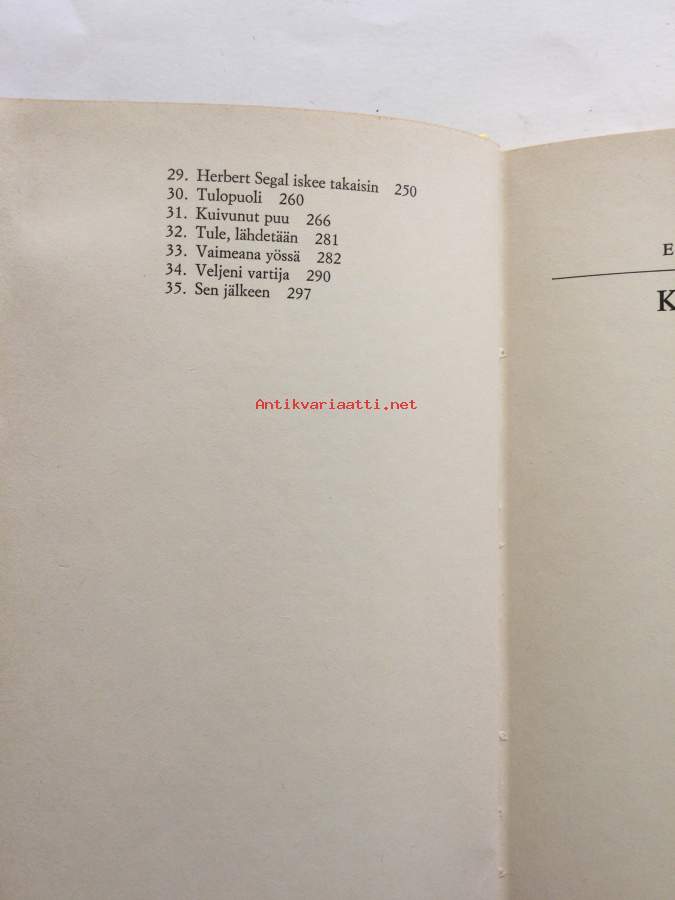 29. Herbert Segal iskee takaisin 250
30. Tulopuoli 260
31. Kuivunut puu 266
32. Tule, lähdetään 281
33. Vaimeana yössä 282
34. Veljeni vartija 290
35. Sen jälkeen 297
Antikvariaatti.net
E
K